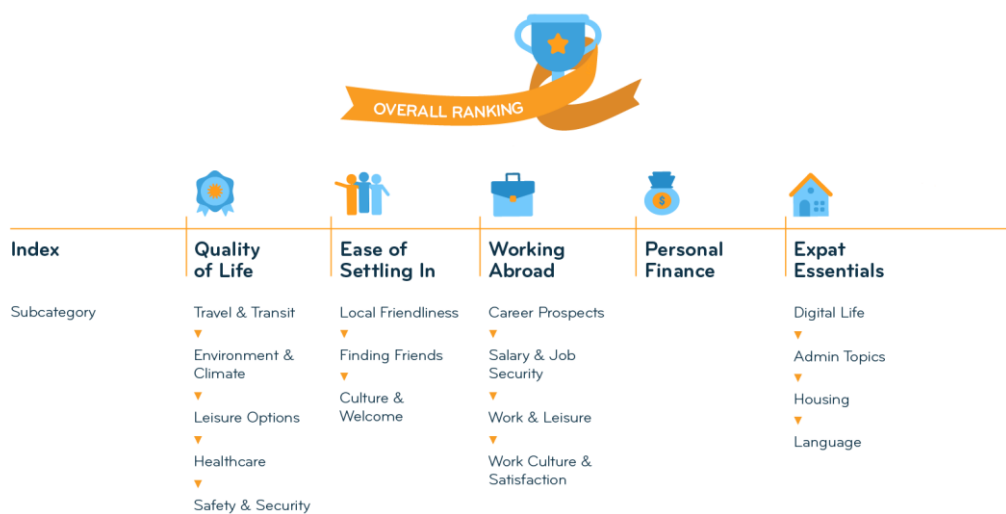 OVERALL RANKING
Index
Quality
of Life
Ease of
Settling In
Working
Abroad
Personal
Finance
Expat
Essentials
Subcategory
Travel & Transit
Environment &
Climate
Leisure Options
Healthcare
Safety & Security
Local Friendliness
Finding Friends
Culture &
Welcome
Career Prospects
Salary & Job
Security
Work & Leisure
Work Culture &
Satisfaction
Digital Life
Admin Topics
Housing
Language